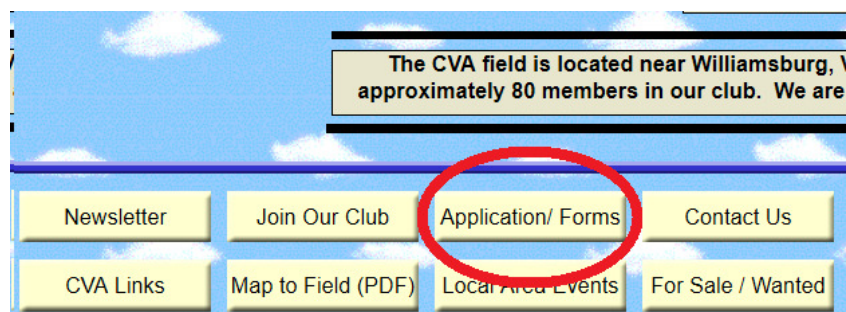 The CVA field is located near Williamsburg, V
approximately 80 members in our club. We are
Newsletter
Join Our Club
Application/ Forms
Contact Us
CVA Links
Map to Field (PDF)
Local Area Events
For Sale / Wanted